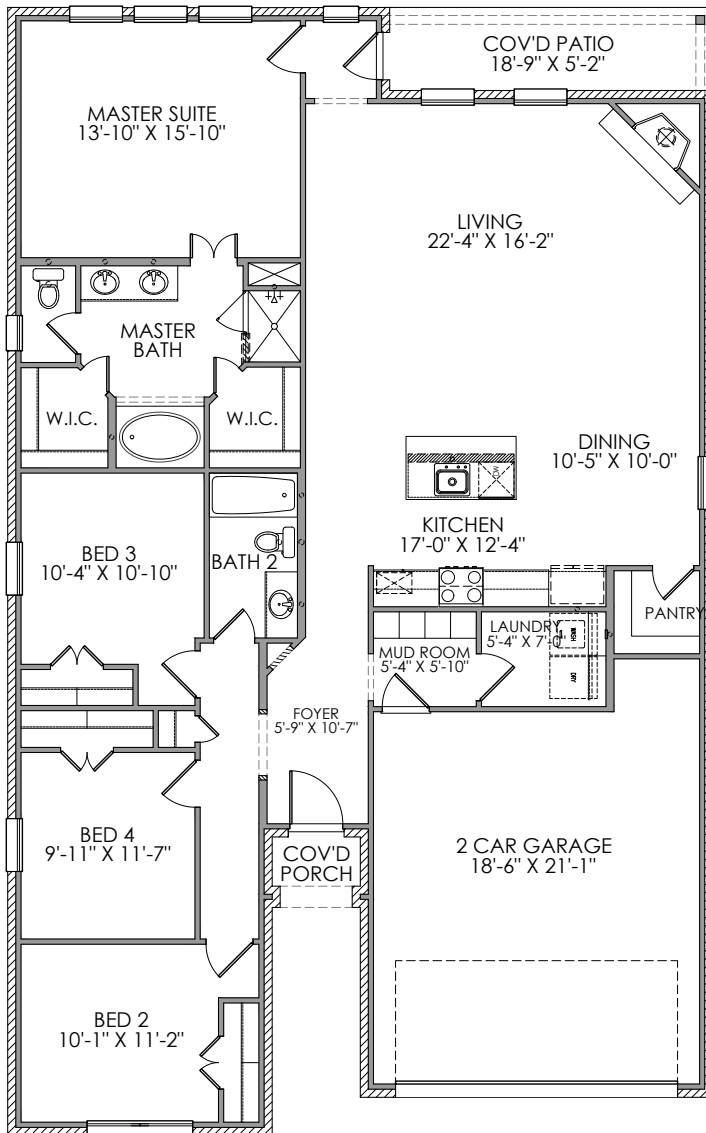 COV'D PATIO
18'-9" X 5'-2"
MASTER SUITE
13'-10" X 15'-10"
LIVING
22'-4" X 16'-2"
MASTER
BATH
W.I.C.
W.I.C.
DINING
10'-5" X 10'-0"
DW
KITCHEN
17'-0" X 12'-4"
BED 3
10'-4" X 10'-10"
BATH 2
PANTRY
LAUNDRY
5'-4" X 7'-
WASH
DRY
MUD ROOM
5'-4" X 5'-10"
FOYER
5'-9" X 10'-7"
BED 4
9'-11" X 11'-7"
COV'D
PORCH
2 CAR GARAGE
18'-6" X 21'-1"
BED 2
10'-1" X 11'-2"